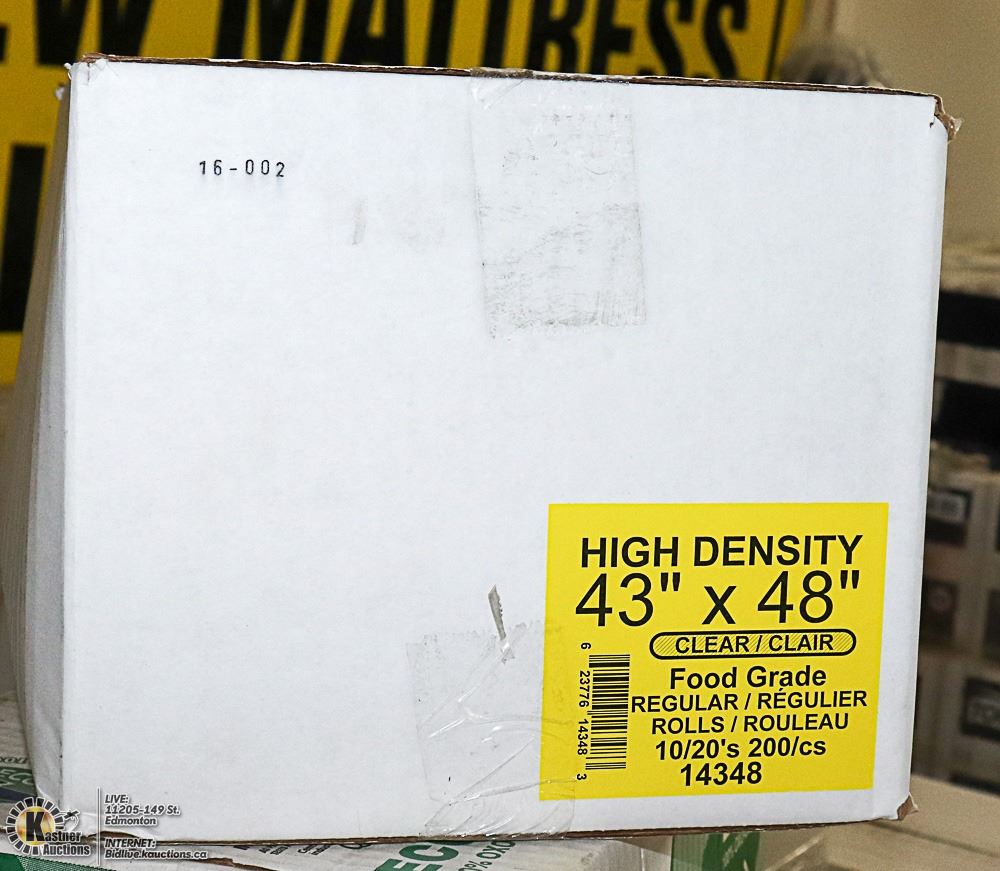 MATTRESS
16-002
HIGH DENSITY
43" x 48"
CLEAR / CLAIR
Food Grade
REGULAR / RÉGULIER
ROLLS / ROULEAU
10/20's 200/cs
14348
6 23776 14348 3
Kastner
Auctions
LIVE:
11205-149 St.
Edmonton
INTERNET:
Bidlive.kauctions.ca